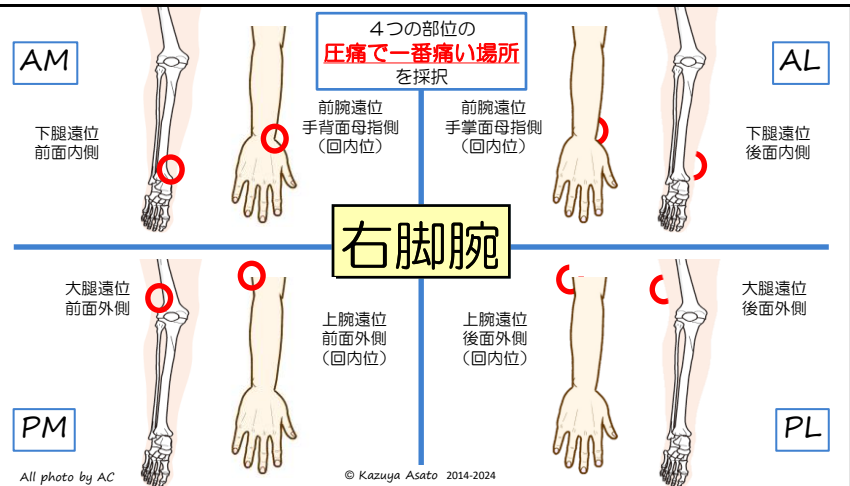 4つの部位の
圧痛で一番痛い場所
を採択
AM
下腿遠位
前面内側
前腕遠位
手背面母指側
（回内位）
前腕遠位
手掌面母指側
（回内位）
AL
下腿遠位
後面内側
右脚腕
大腿遠位
前面外側
PM
上腕遠位
前面外側
（回内位）
上腕遠位
後面外側
（回内位）
大腿遠位
後面外側
PL
All photo by AC
© Kazuya Asato 2014-2024